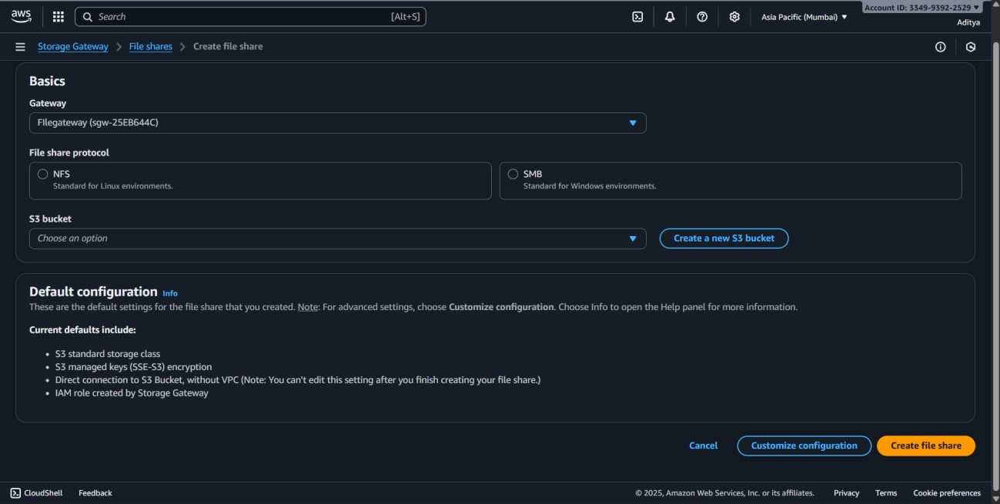 aws
Search [Alt+S]
Asia Pacific (Mumbai)
Account ID: 3349-9392-2529
Aditya
Storage Gateway > File shares > Create file share
Basics
Gateway
FIlegateway (sgw-25EB644C)
File share protocol
NFS
Standard for Linux environments.
SMB
Standard for Windows environments.
S3 bucket
Choose an option
Create a new S3 bucket
Default configuration Info
These are the default settings for the file share that you created. Note: For advanced settings, choose Customize configuration. Choose Info to open the Help panel for more information.
Current defaults include:
• S3 standard storage class
• S3 managed keys (SSE-S3) encryption
• Direct connection to S3 Bucket, without VPC (Note: You can't edit this setting after you finish creating your file share.)
• IAM role created by Storage Gateway
Cancel Customize configuration Create file share
CloudShell Feedback © 2025, Amazon Web Services, Inc. or its affiliates. Privacy Terms Cookie preferences